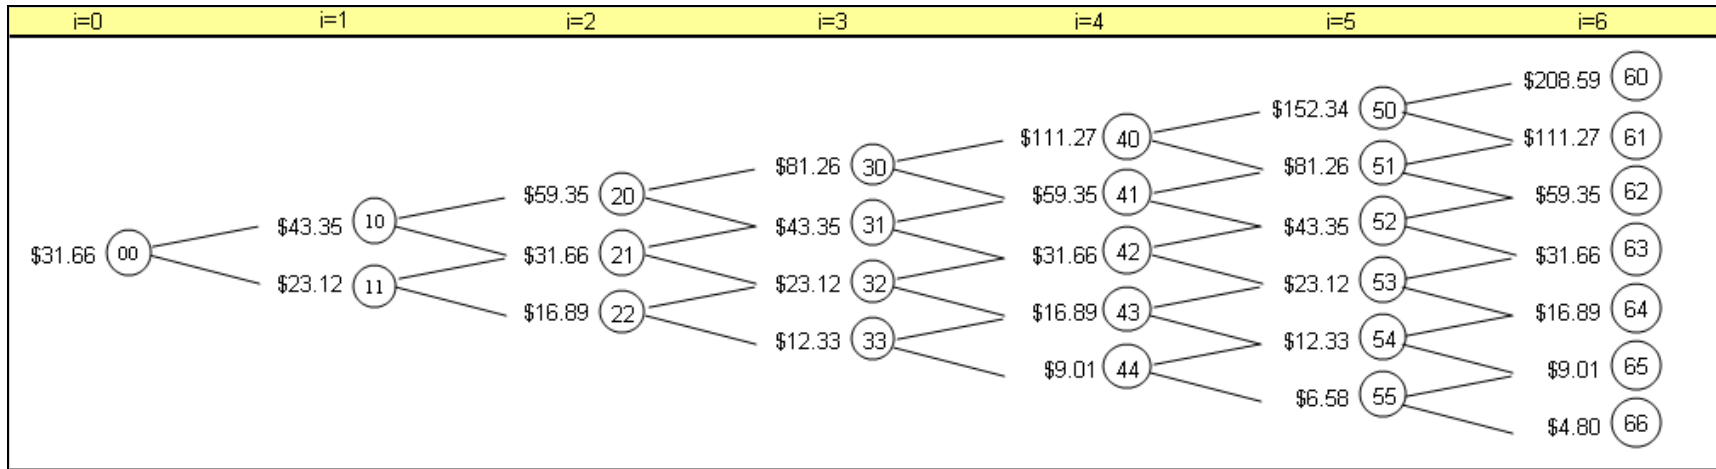 i=0 i=1 i=2 i=3 i=4 i=5 i=6
$208.59 60
$152.34 50
$111.27 40 $111.27 61
$81.26 30 $81.26 51
$59.35 20 $59.35 41 $59.35 62
$43.35 10 $43.35 31 $43.35 52
$31.66 00 $31.66 21 $31.66 42 $31.66 63
$23.12 11 $23.12 32 $23.12 53
$16.89 22 $16.89 43 $16.89 64
$12.33 33 $12.33 54
$9.01 44 $9.01 65
$6.58 55
$4.80 66